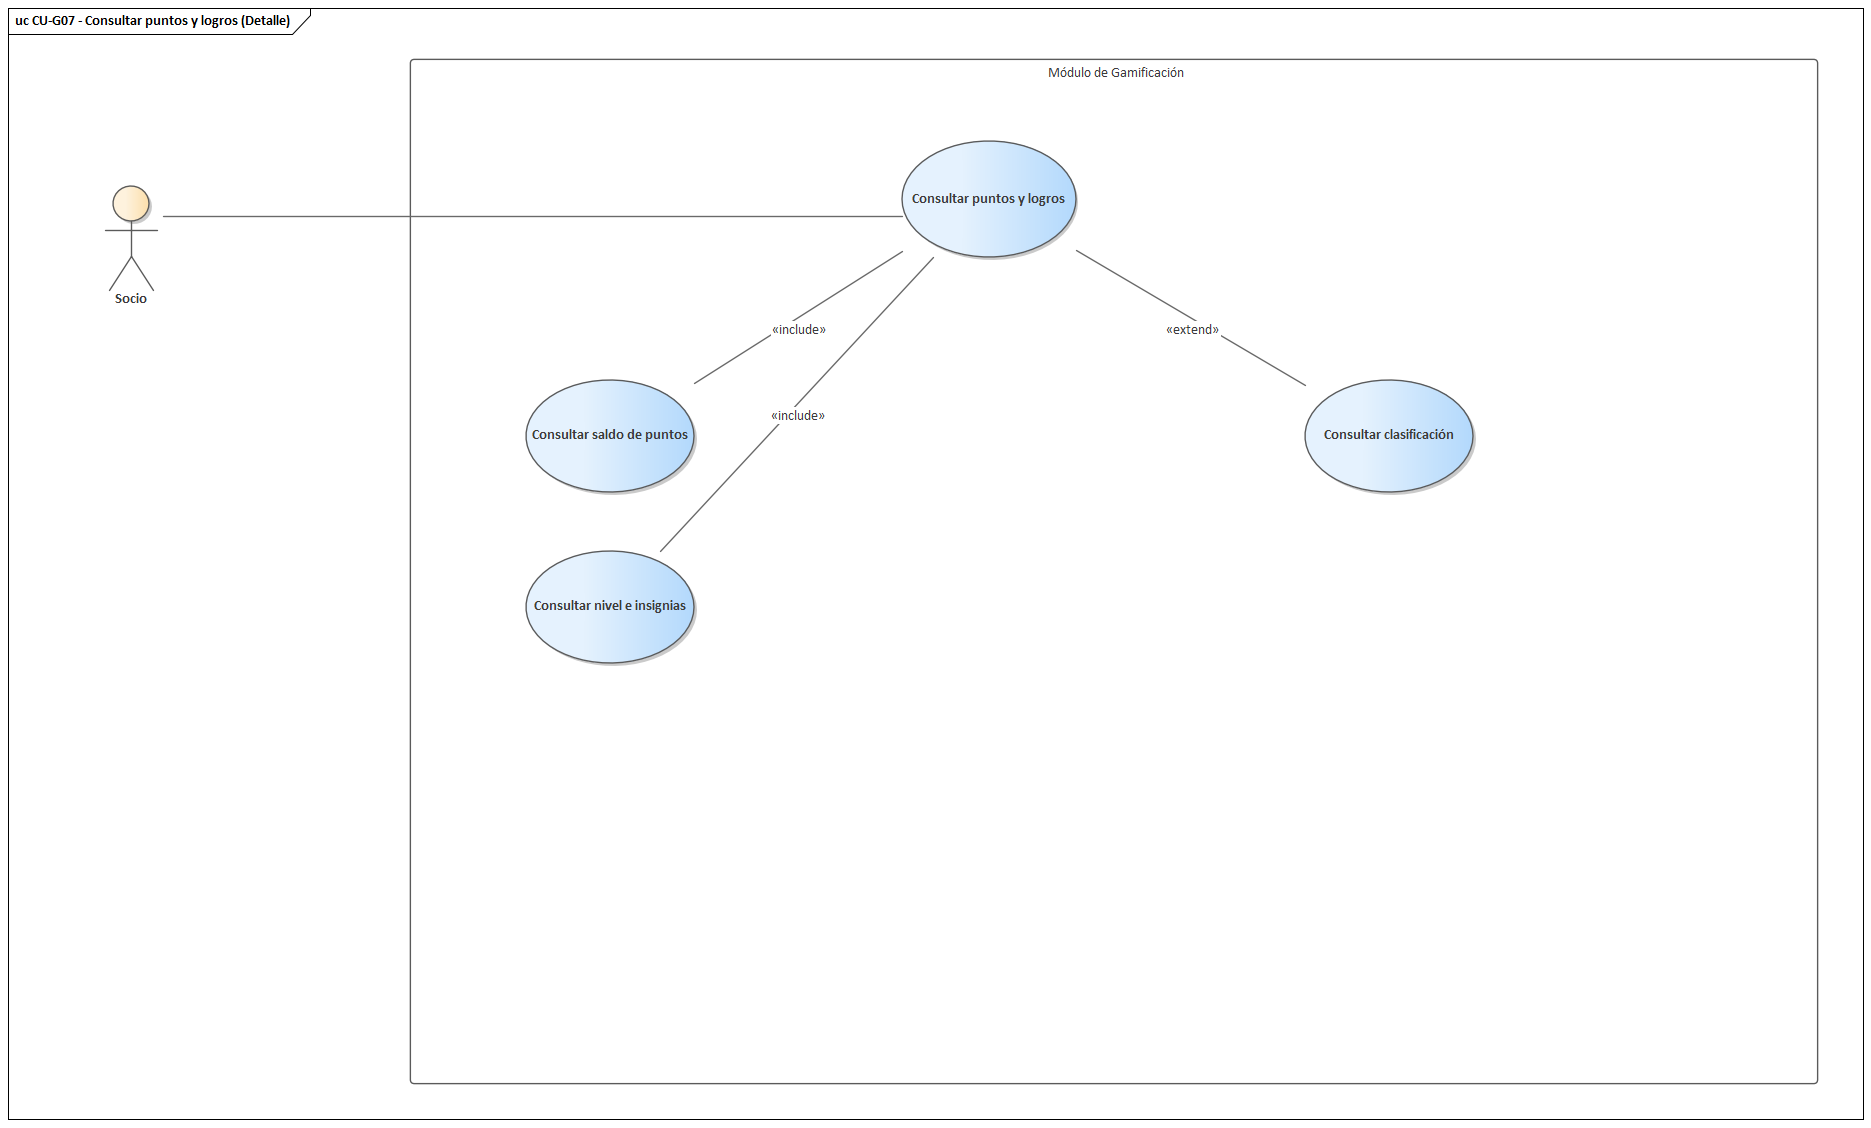 uc CU-G07 - Consultar puntos y logros (Detalle)
Módulo de Gamificación
Consultar puntos y logros
Socio
«include»
«extend»
«include»
Consultar saldo de puntos
Consultar clasificación
Consultar nivel e insignias